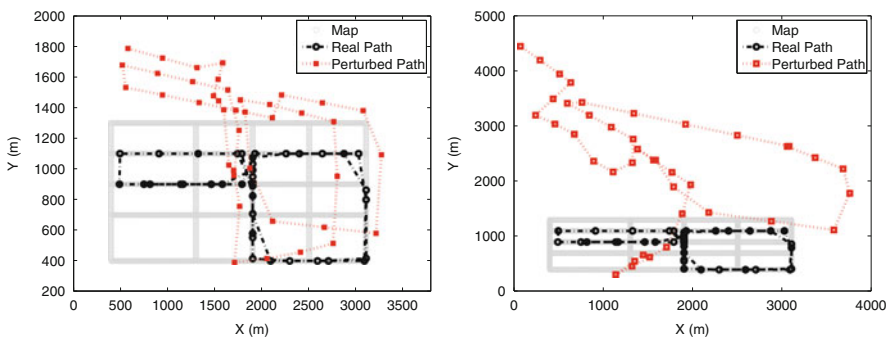 2000
1800
1600
1400
1200
1000
800
600
400
200
Y (m)
0 500 1000 1500 2000 2500 3000 3500
X (m)
Map
Real Path
Perturbed Path
5000
4000
3000
2000
1000
0
Y (m)
0 1000 2000 3000 4000
X (m)
Map
Real Path
Perturbed Path